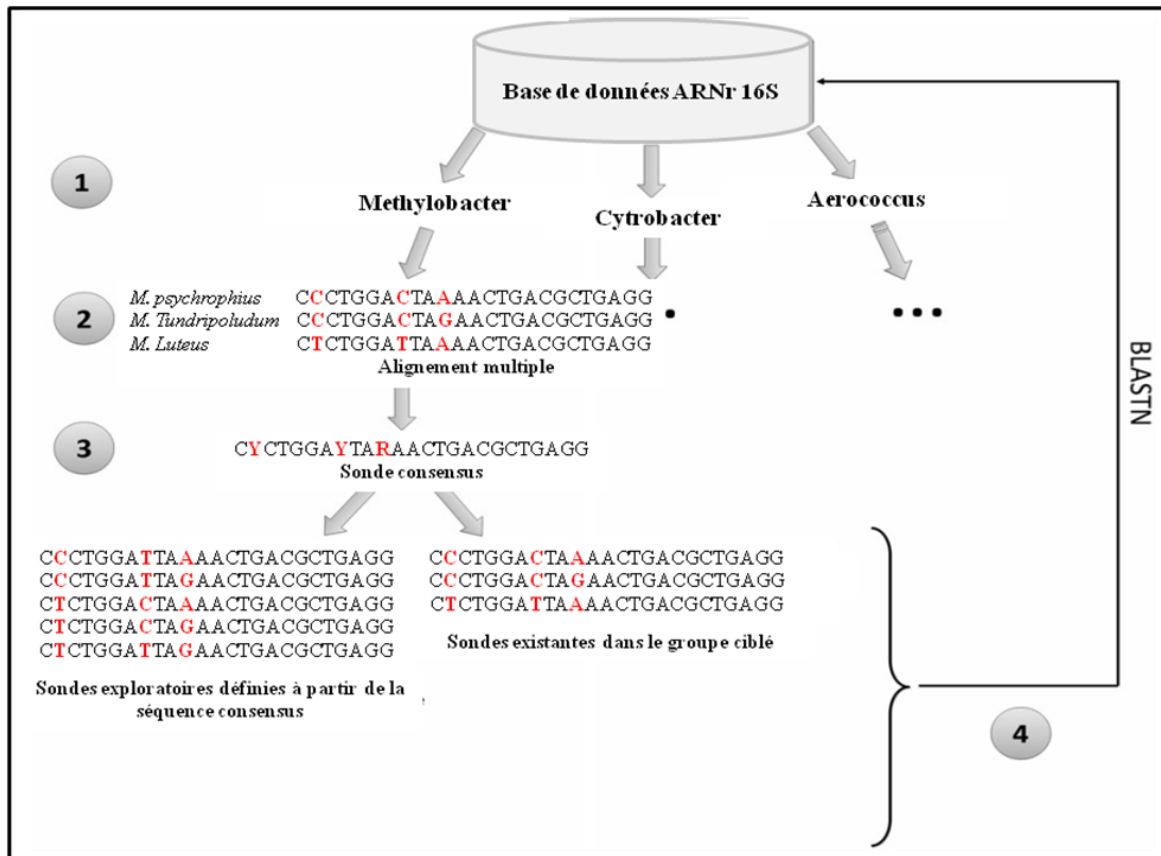 Base de données ARNr 16S
1
Methylobacter
Cytrobacter
Aerococcus
2
M. psychrophius CCCTGGACTAAAACTGACGCTGAGG
M. Tundripoludum CCCTGGACTAGAACTGACGCTGAGG
M. Luteus CTCTGGATTAAAACTGACGCTGAGG
Alignement multiple
3
CYCTGGAYTARAACTGACGCTGAGG
Sonde consensus
CCCTGGATTAAAACTGACGCTGAGG
CCCTGGATTAGAACTGACGCTGAGG
CTCTGGACTAAAACTGACGCTGAGG
CTCTGGACTAGAACTGACGCTGAGG
CTCTGGATTAGAACTGACGCTGAGG
Sondes exploratoires définies à partir de la
séquence consensus
CCCTGGACTAAAACTGACGCTGAGG
CCCTGGACTAGAACTGACGCTGAGG
CTCTGGATTAAAACTGACGCTGAGG
Sondes existantes dans le groupe ciblé
4
BLASTN